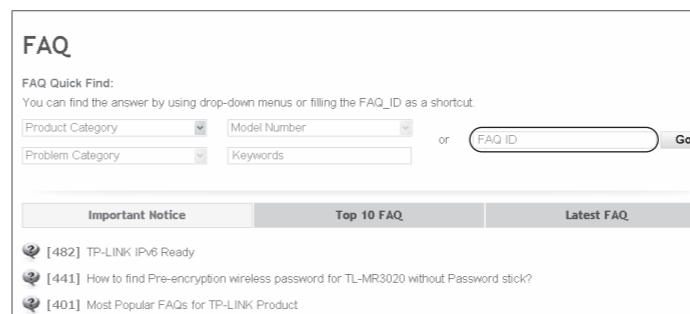 FAQ
FAQ Quick Find:
You can find the answer by using drop-down menus or filling the FAQ_ID as a shortcut.
Product Category Model Number or FAQ ID Go
Problem Category Keywords
Important Notice Top 10 FAQ Latest FAQ
[482] TP-LINK IPv6 Ready
[441] How to find Pre-encryption wireless password for TL-MR3020 without Password stick?
[401] Most Popular FAQs for TP-LINK Product